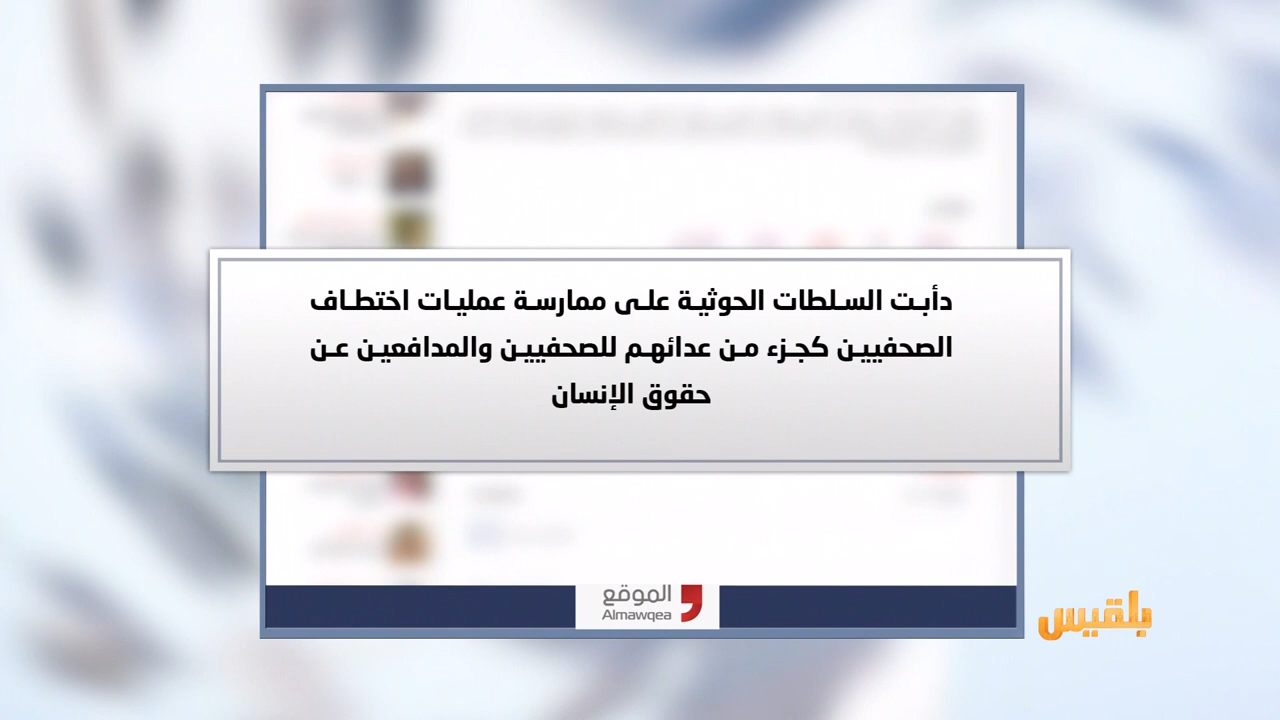 دأبت السلطات الحوثية على ممارسة عمليات اختطاف
الصحفيين كجزء من عدائهم للصحفيين والمدافعين عن
حقوق الإنسان
الموقع
Almawqea
بلقيس